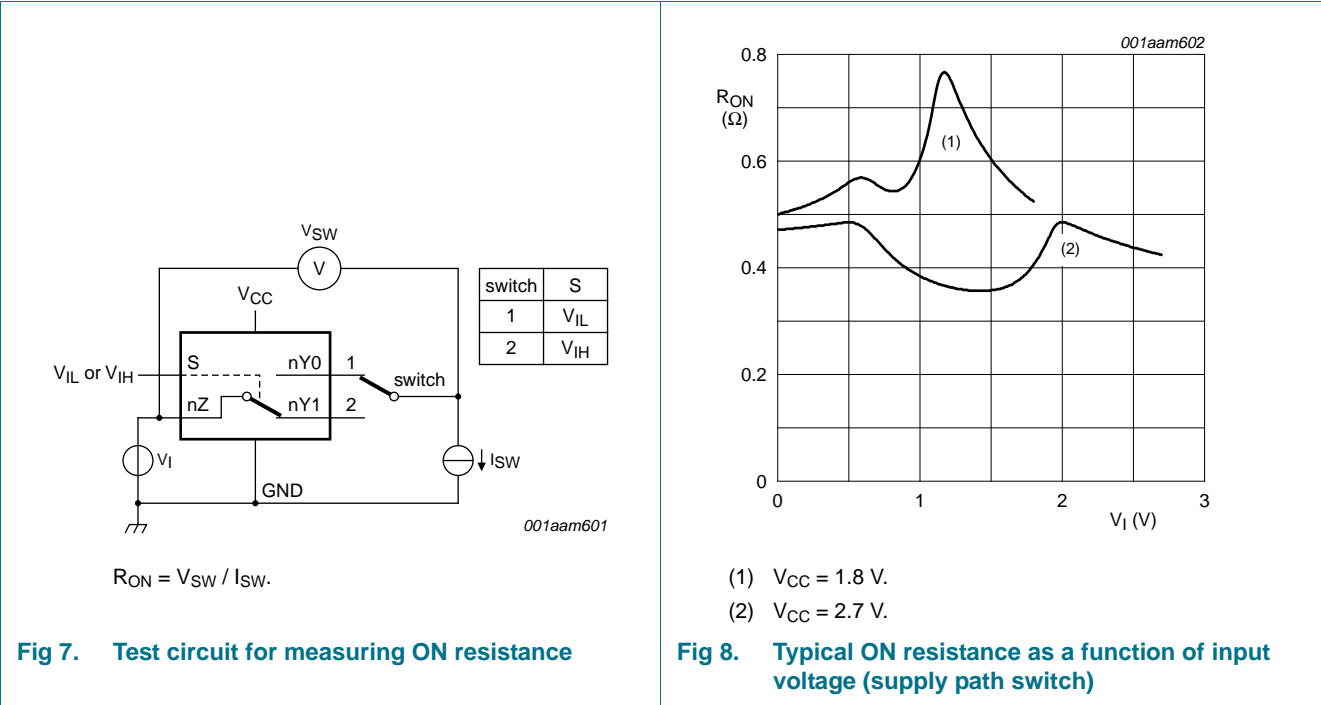 VSW
V
VCC
switch S
1 VIL
2 VIH
VIL or VIH
S
nY0
1
switch
nZ
nY1
2
VI
ISW
GND
001aam601
RON = VSW / ISW.
Fig 7. Test circuit for measuring ON resistance
001aam602
0.8
RON
(Ω)
(1)
0.6
(2)
0.4
0.2
0
0 1 2 3
VI (V)
(1) VCC = 1.8 V.
(2) VCC = 2.7 V.
Fig 8. Typical ON resistance as a function of input
voltage (supply path switch)